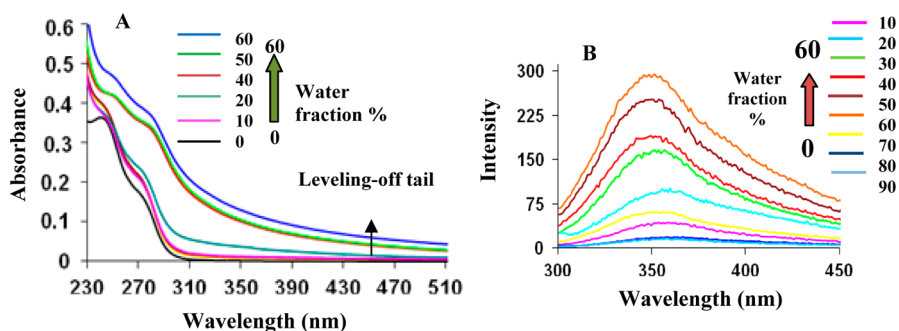 A
0.6
0.5
0.4
0.3
0.2
0.1
0
Absorbance
230 270 310 350 390 430 470 510
Wavelength (nm)
60
50
40
20
10
0
60
0
Water
fraction %
Leveling-off tail
B
300
225
150
75
0
Intensity
300 350 400 450
Wavelength (nm)
60
0
Water
fraction
%
10
20
30
40
50
60
70
80
90